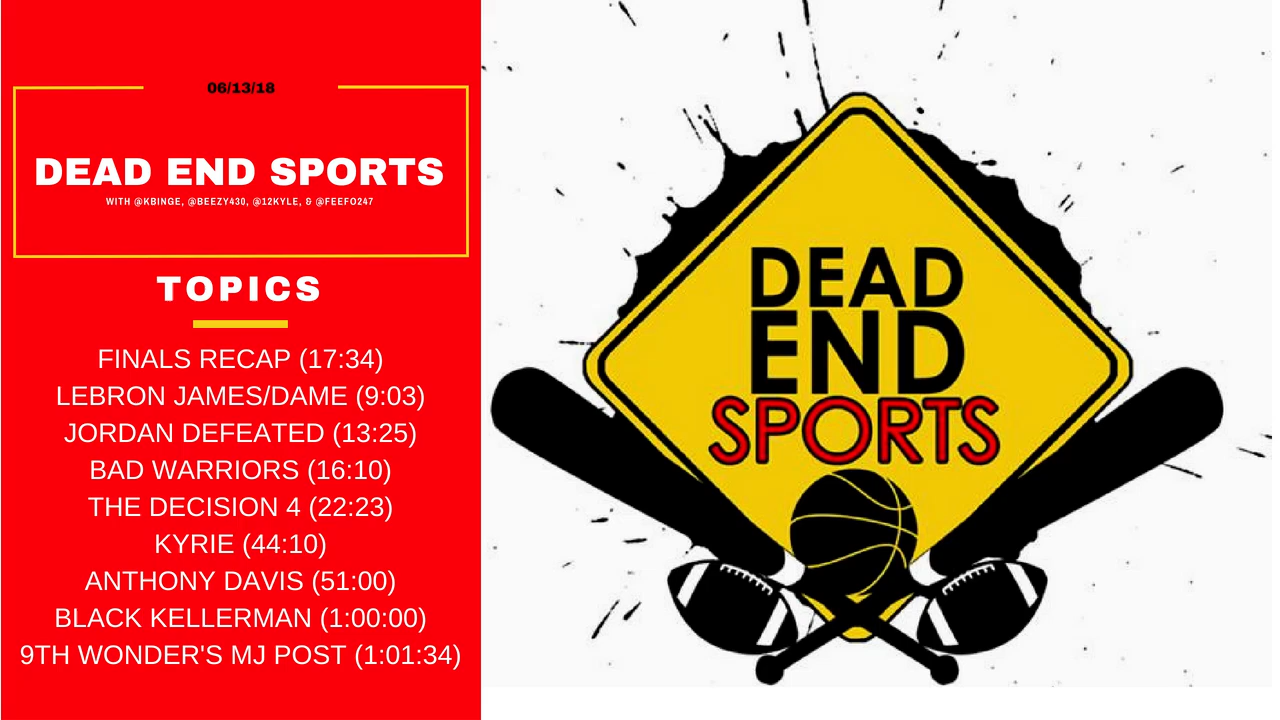 06/13/18
DEAD END SPORTS
WITH @KBINGE, @BEEZY430, @12KYLE, & @FEEFO247
TOPICS
FINALS RECAP (17:34)
LEBRON JAMES/DAME (9:03)
JORDAN DEFEATED (13:25)
BAD WARRIORS (16:10)
THE DECISION 4 (22:23)
KYRIE (44:10)
ANTHONY DAVIS (51:00)
BLACK KELLERMAN (1:00:00)
9TH WONDER'S MJ POST (1:01:34)
DEAD
END
SPORTS